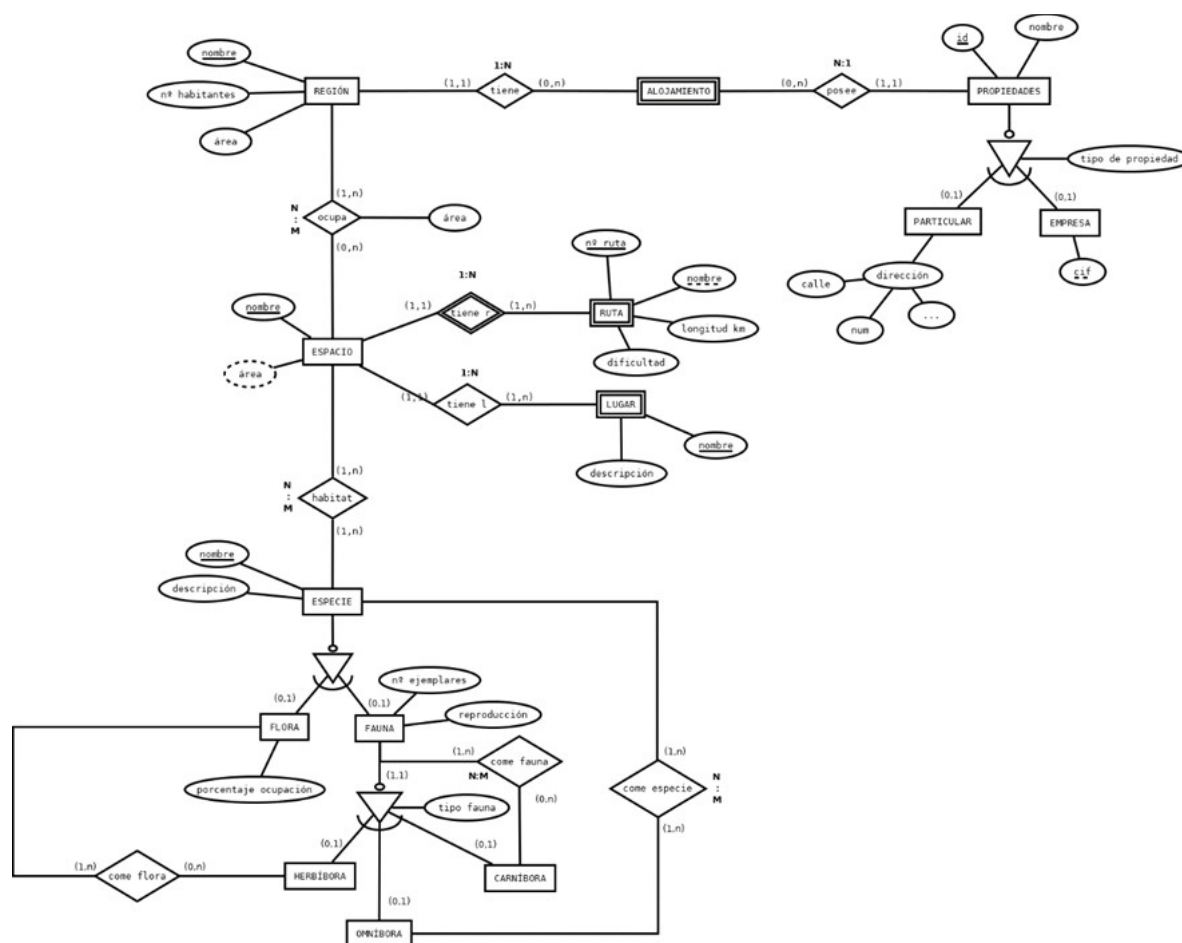 nombre
nº habitantes
área
REGIÓN
(1,1)
1:N
tiene
(0,n)
ALOJAMIENTO
(0,n)
N:1
posee
(1,1)
id
nombre
PROPIEDADES
tipo de propiedad
(0,1)
(0,1)
PARTICULAR
EMPRESA
cif
dirección
calle
num
...
(1,n)
N
:
M
ocupa
área
(0,n)
nombre
ESPACIO
área
(1,1)
1:N
tiene r
(1,n)
nº ruta
nombre
RUTA
longitud km
dificultad
(1,1)
1:N
tiene l
(1,n)
LUGAR
nombre
descripción
(1,n)
N
:
M
habitat
(1,n)
nombre
descripción
ESPECIE
(0,1)
(0,1)
nº ejemplares
reproducción
FLORA
FAUNA
porcentaje ocupación
(1,n)
come fauna
N:M
(1,1)
(0,n)
tipo fauna
(0,1)
(0,1)
(1,n)
come especie
N
:
M
(1,n)
(1,n)
come flora
(0,n)
HERBÍBORA
CARNÍBORA
(0,1)
OMNÍBORA